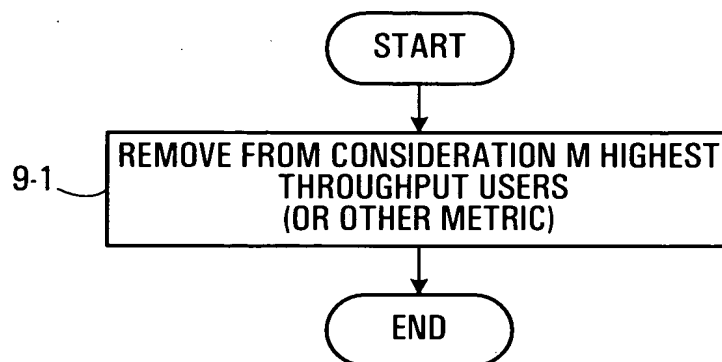 START
9-1
REMOVE FROM CONSIDERATION M HIGHEST
THROUGHPUT USERS
(OR OTHER METRIC)
END